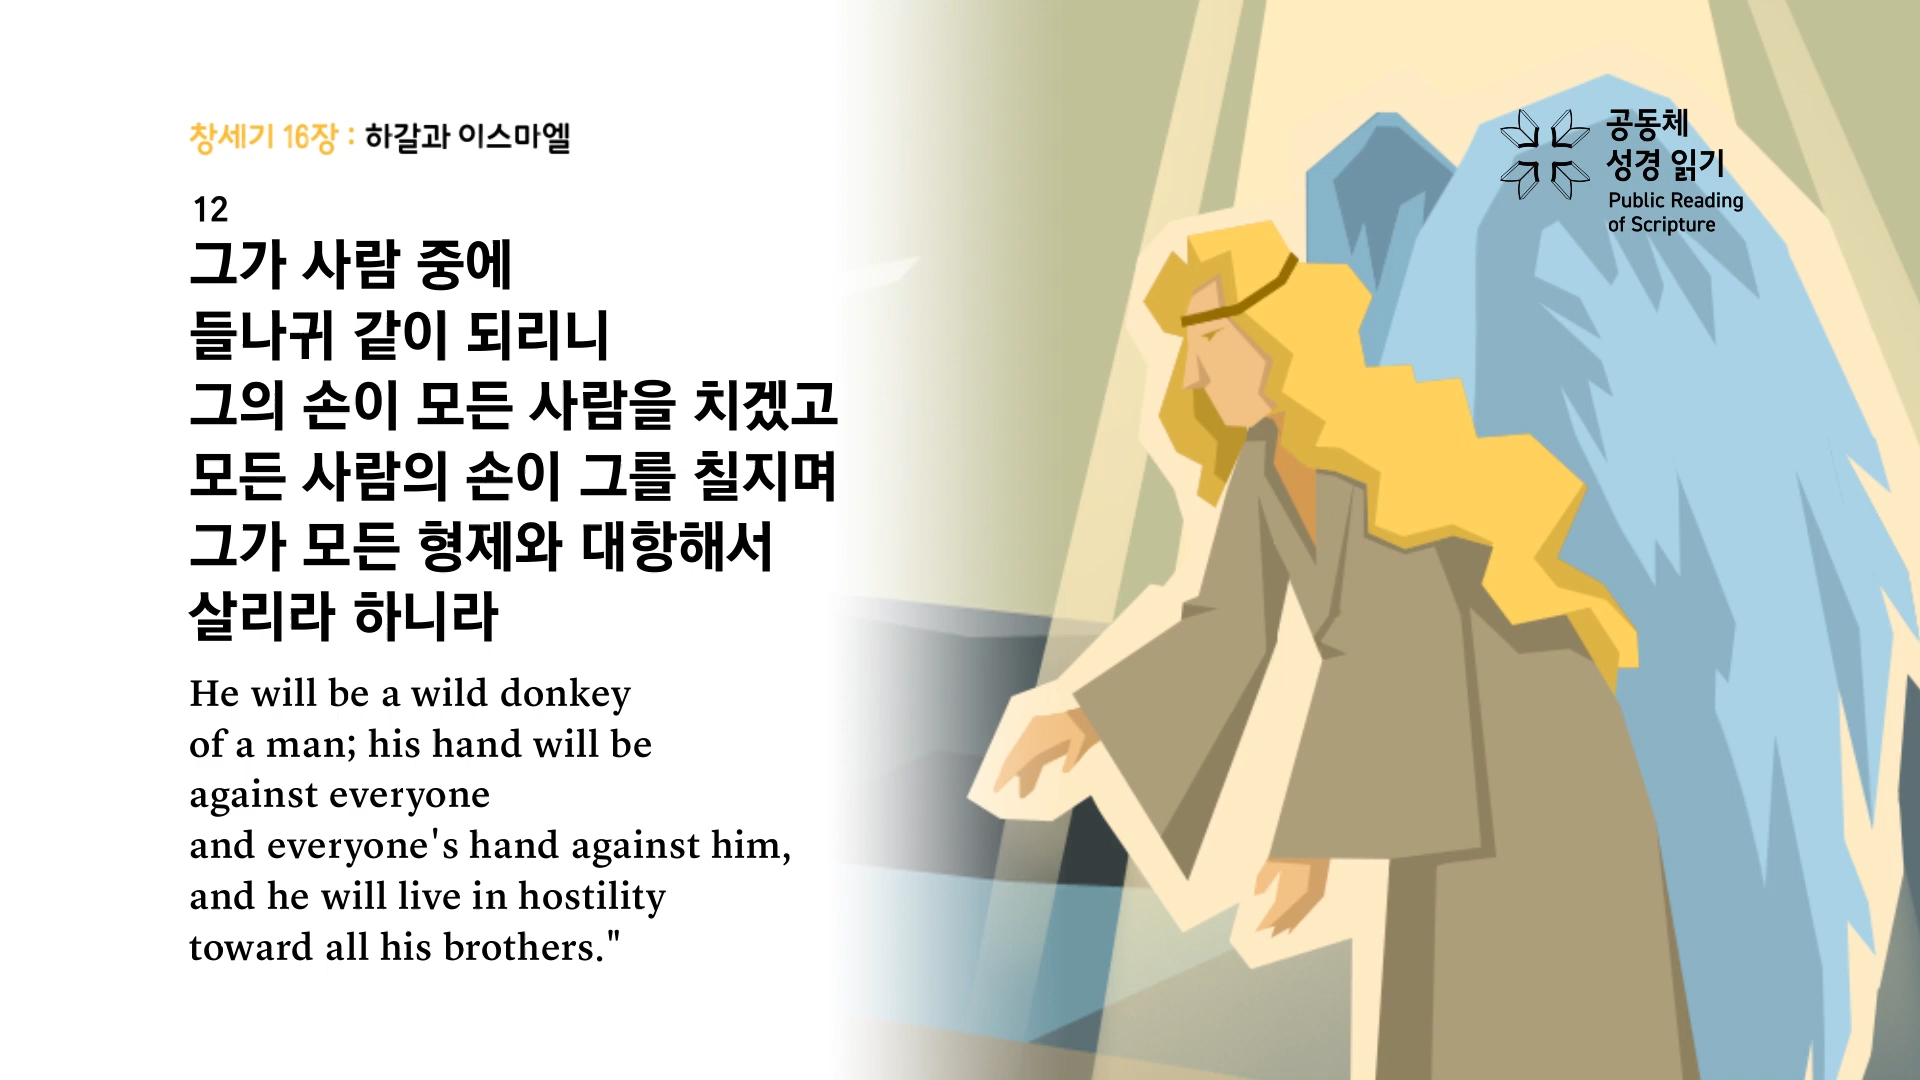 창세기 16장 : 하갈과 이스마엘
12
그가 사람 중에
들나귀 같이 되리니
그의 손이 모든 사람을 치겠고
모든 사람의 손이 그를 칠지며
그가 모든 형제와 대항해서
살리라 하니라
He will be a wild donkey
of a man; his hand will be
against everyone
and everyone's hand against him,
and he will live in hostility
toward all his brothers."
공동체
성경 읽기
Public Reading
of Scripture